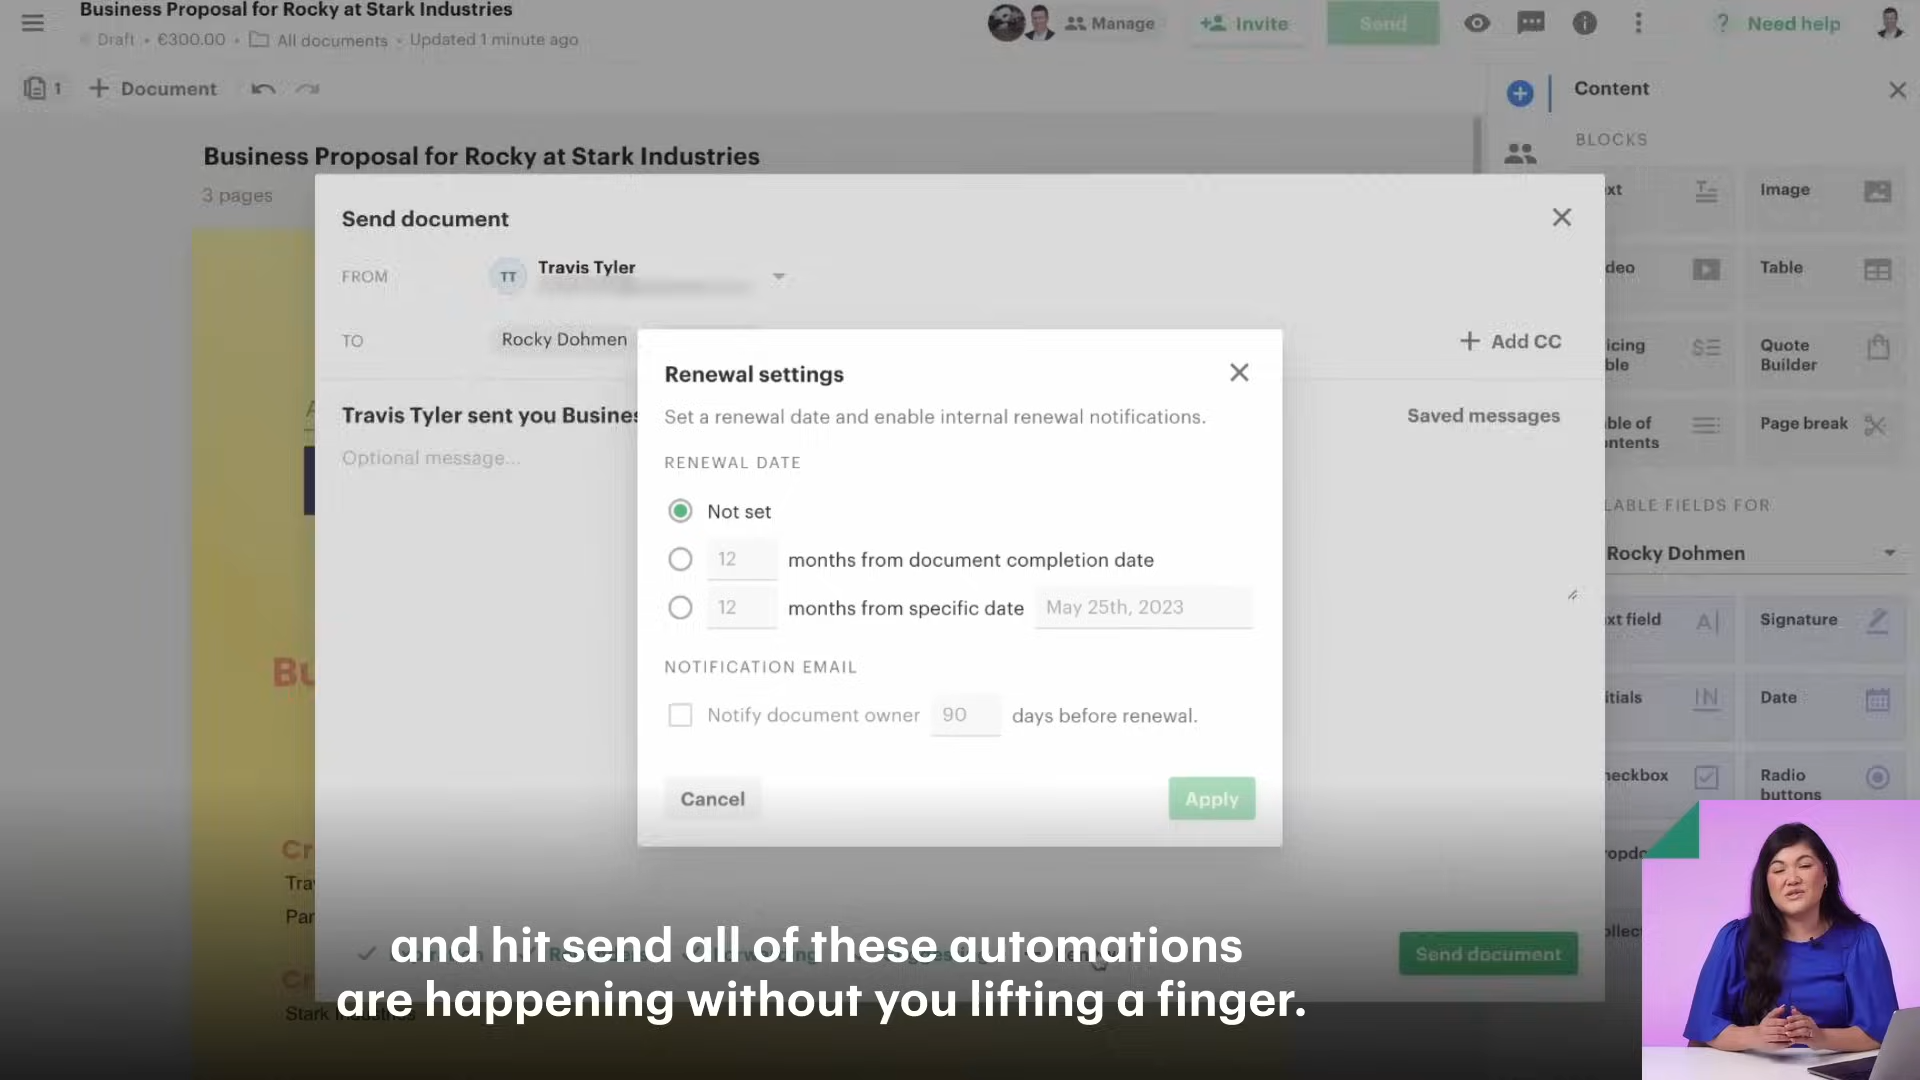 Business Proposal for Rocky at Stark Industries
Draft • €300.00 • All documents • Updated 1 minute ago
Manage
Invite
Send
? Need help
1
+ Document
Content
BLOCKS
Business Proposal for Rocky at Stark Industries
3 pages
Image
Table
Quote
Builder
Page break
Send document
FROM
TT
Travis Tyler
TO
Rocky Dohmen
+ Add CC
Travis Tyler sent you
Saved messages
Optional message...
Renewal settings
Set a renewal date and enable internal renewal notifications.
RENEWAL DATE
Not set
12 months from document completion date
12 months from specific date May 25th, 2023
NOTIFICATION EMAIL
Notify document owner 90 days before renewal.
Cancel
Apply
FOR
Rocky Dohmen
field
Signature
IN
Date
Radio
buttons
Send document
and hit send all of these automations
are happening without you lifting a finger.